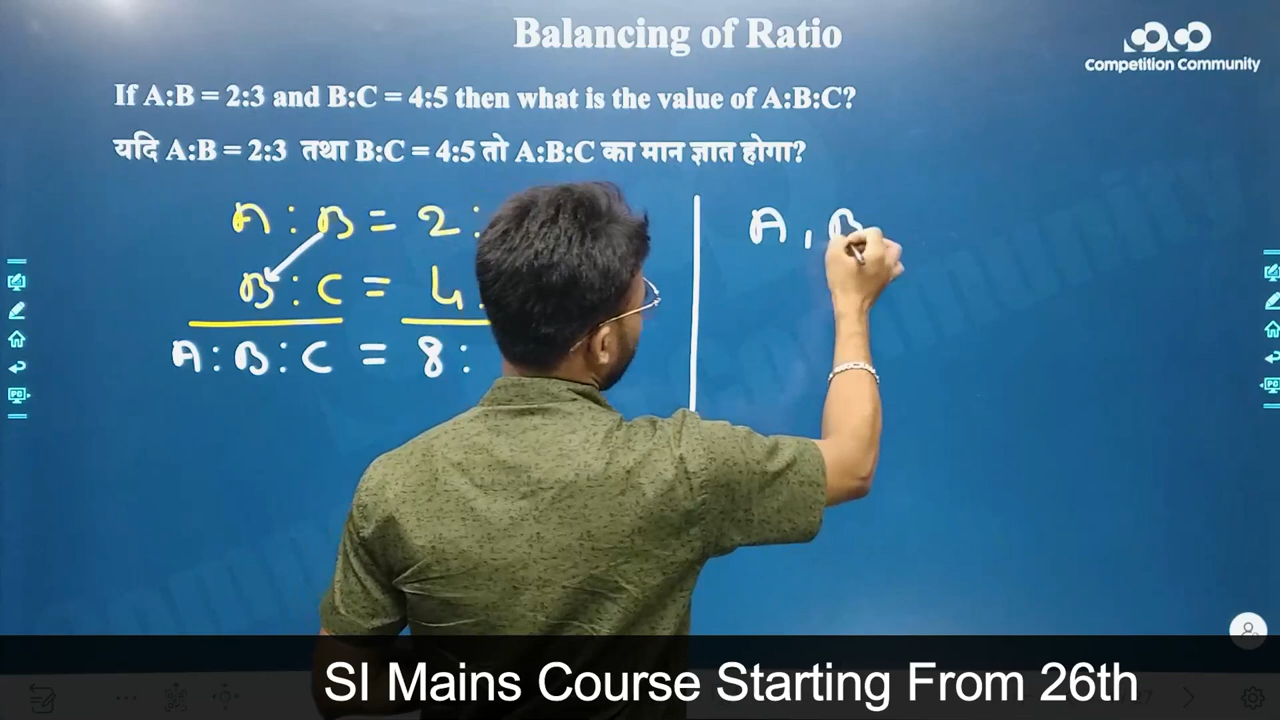 Balancing of Ratio
Competition Community
If A:B = 2:3 and B:C = 4:5 then what is the value of A:B:C?
यदि A:B = 2:3 तथा B:C = 4:5 तो A:B:C का मान ज्ञात होगा?
A : B = 2 :
B : C = 4 :
A : B : C = 8 :
A , B
SI Mains Course Starting From 26th